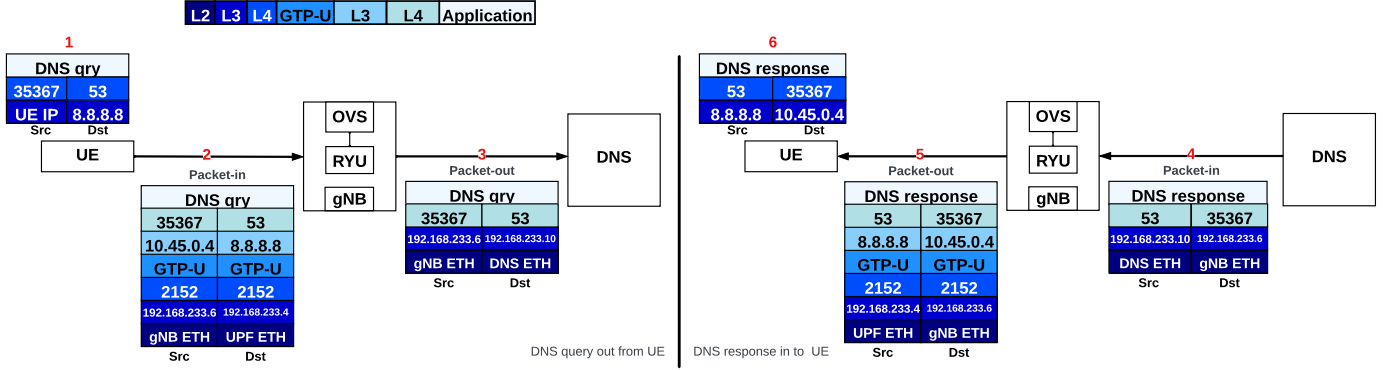 L2 L3 L4 GTP-U L3 L4 Application
1
DNS qry
35367 53
UE IP 8.8.8.8
Src Dst
UE
2
Packet-in
DNS qry
35367 53
10.45.0.4 8.8.8.8
GTP-U GTP-U
2152 2152
192.168.233.6 192.168.233.4
gNB ETH UPF ETH
Src Dst
OVS
RYU
gNB
3
Packet-out
DNS qry
35367 53
192.168.233.6 192.168.233.10
gNB ETH DNS ETH
Src Dst
DNS
DNS query out from UE
6
DNS response
53 35367
8.8.8.8 10.45.0.4
Src Dst
UE
5
Packet-out
DNS response
53 35367
8.8.8.8 10.45.0.4
GTP-U GTP-U
2152 2152
192.168.233.4 192.168.233.6
UPF ETH gNB ETH
Src Dst
OVS
RYU
gNB
4
Packet-in
DNS response
53 35367
192.168.233.10 192.168.233.6
DNS ETH gNB ETH
Src Dst
DNS
DNS response in to UE